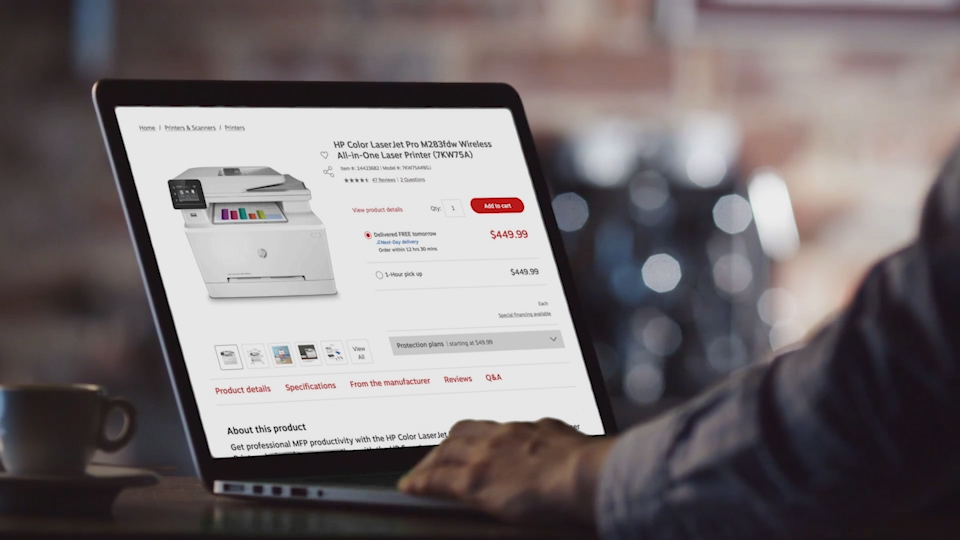 Home / Printers & Scanners / Printers
HP Color LaserJet Pro M283fdw Wireless
All-in-One Laser Printer (7KW75A)
Item #: 24423682 | Model #: 7KW75A#BGJ
47 Reviews | 2 Questions
View product details
Qty: 1
Add to cart
Delivered FREE tomorrow
Next-Day delivery
Order within 12 hrs 30 mins
$449.99
1-Hour pick up
$449.99
Each
Special financing available
View
All
Protection plans | starting at $49.99
Product details
Specifications
From the manufacturer
Reviews
Q&A
About this product
Get professional MFP productivity with the HP Color LaserJet